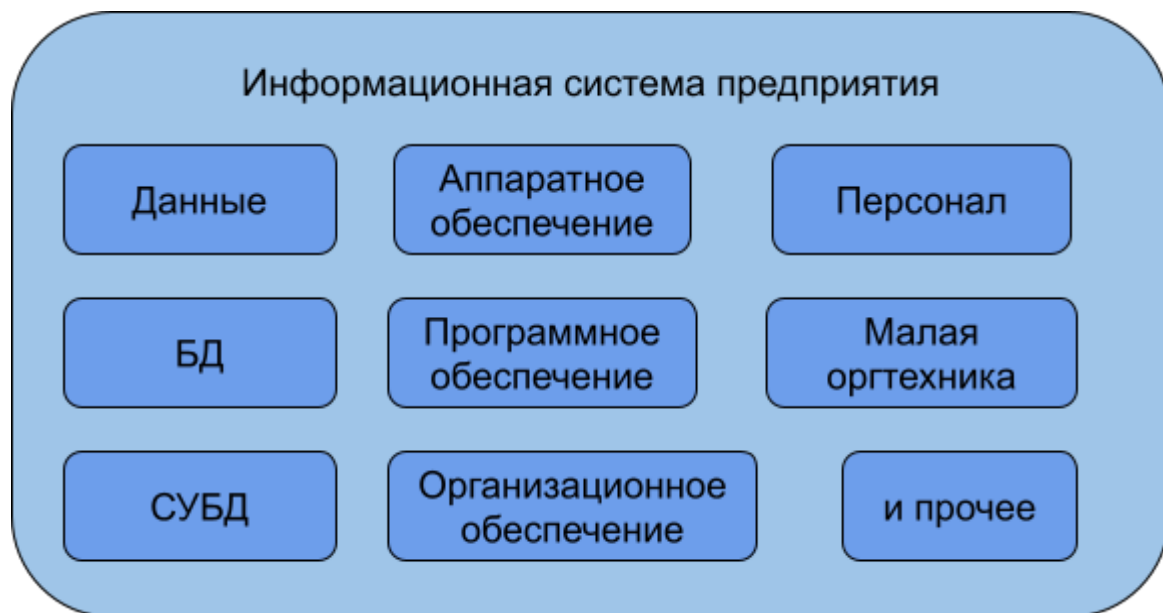 Информационная система предприятия
Данные
Аппаратное
обеспечение
Персонал
БД
Программное
обеспечение
Малая
оргтехника
СУБД
Организационное
обеспечение
и прочее